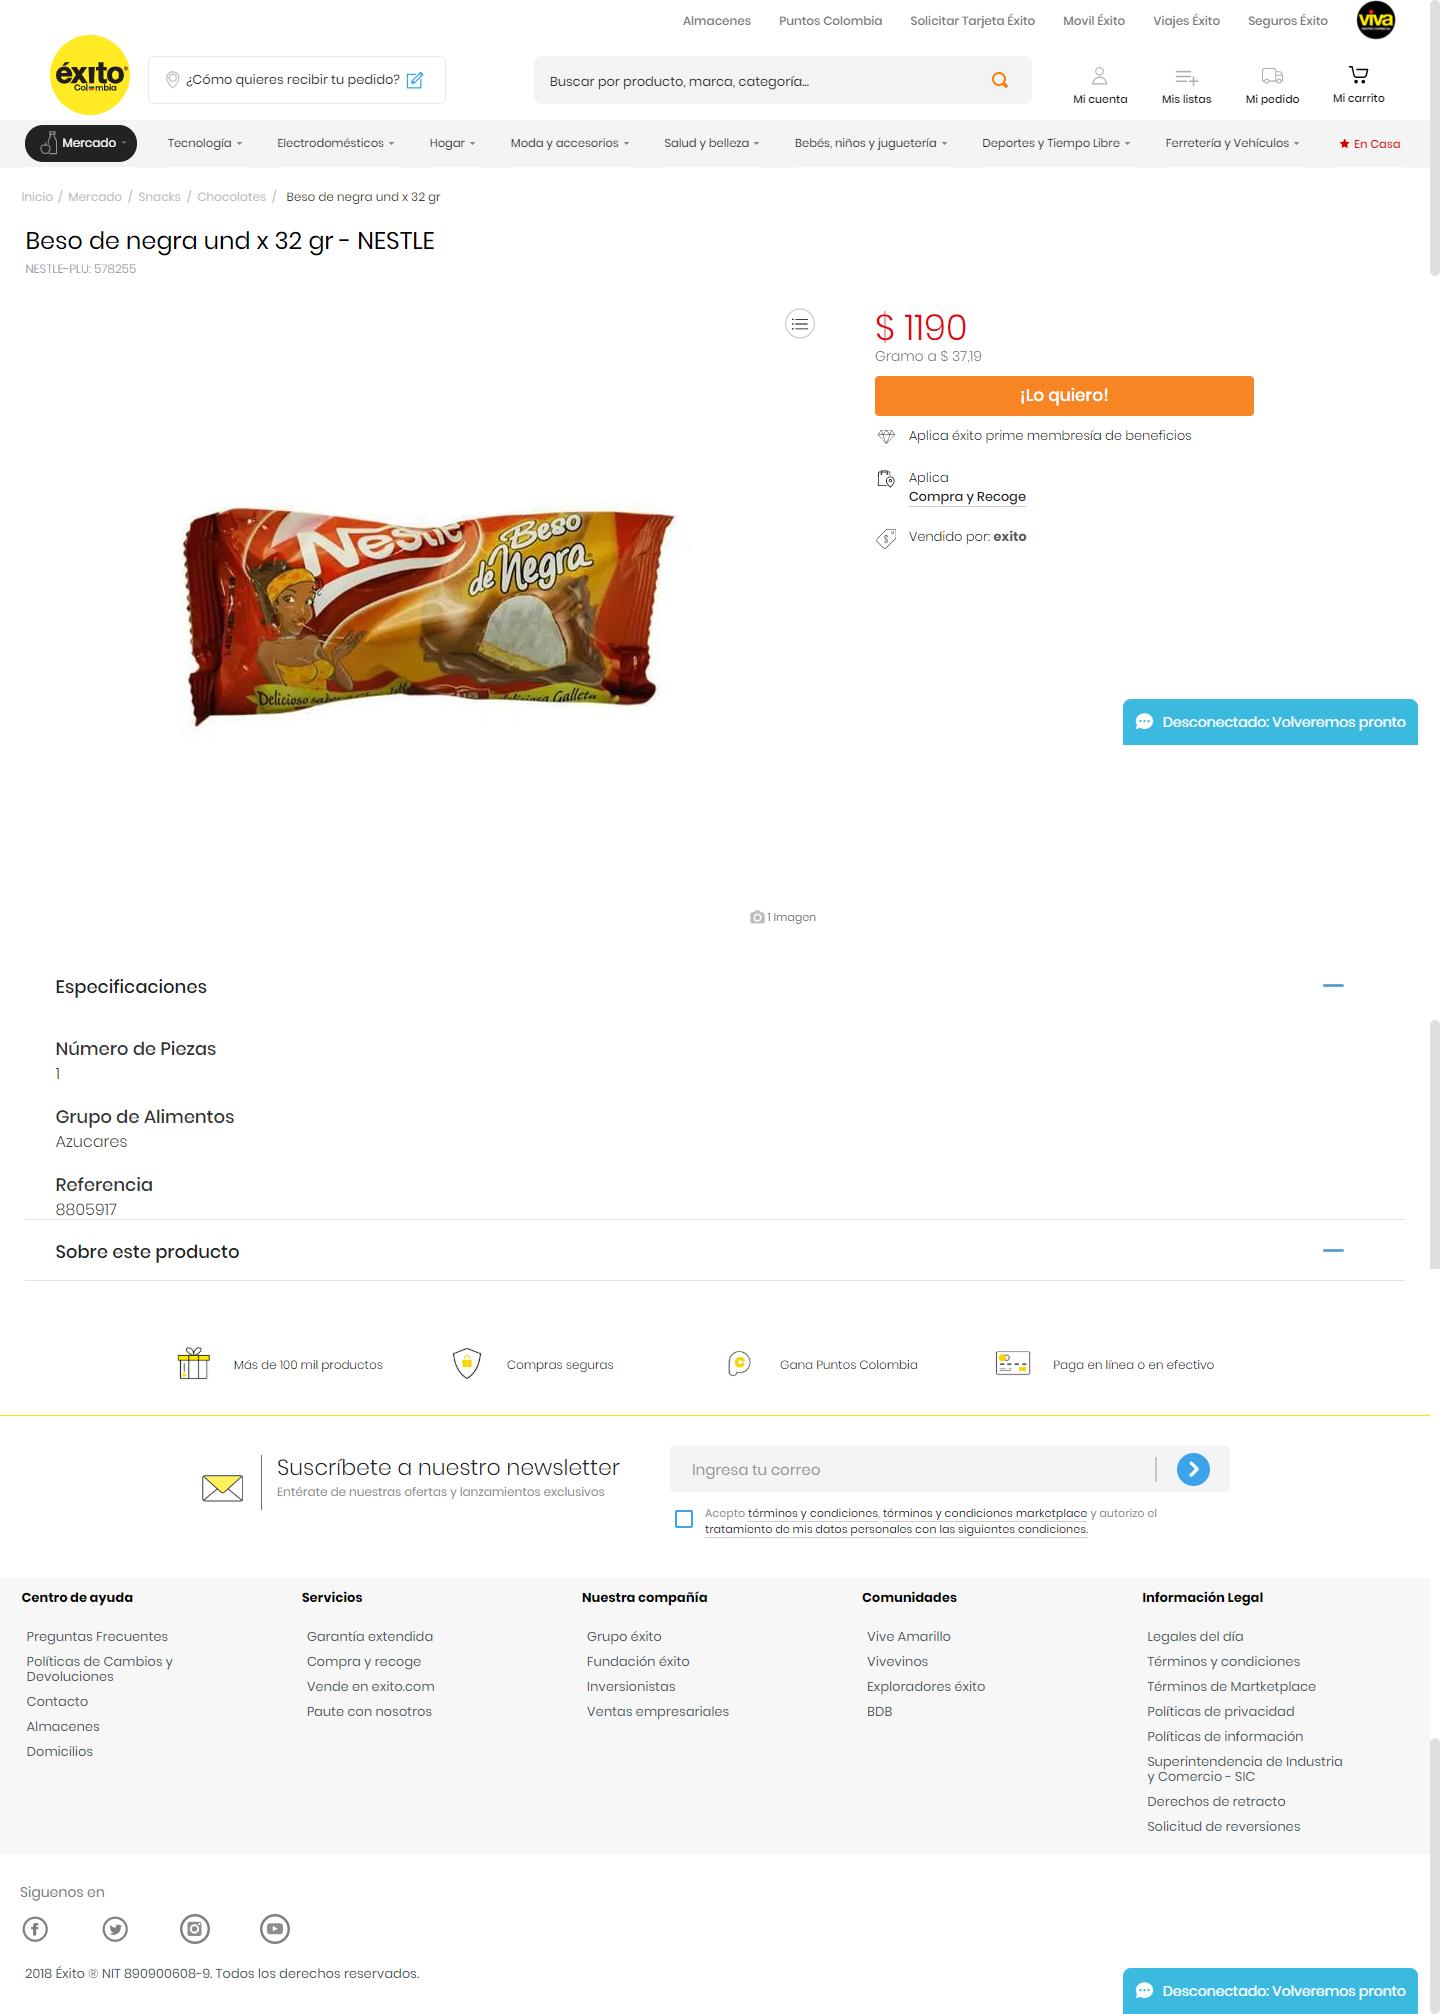 Almacenes Puntos Colombia Solicitar Tarjeta Éxito Movil Éxito Viajes Éxito Seguros Éxito viva
éxito
Colombia
¿Cómo quieres recibir tu pedido?
Buscar por producto, marca, categoría...
Mi cuenta Mis listas Mi pedido Mi carrito
Mercado Tecnología Electrodomésticos Hogar Moda y accesorios Salud y belleza Bebés, niños y juguetería Deportes y Tiempo Libre Ferretería y Vehículos En Casa
Inicio / Mercado / Snacks / Chocolates / Beso de negra und x 32 gr
Beso de negra und x 32 gr - NESTLE
NESTLE-PLU: 578255
$ 1190
Gramo a $ 37,19
¡Lo quiero!
Aplica éxito prime membresía de beneficios
Aplica
Compra y Recoge
Vendido por: exito
Nestlé
Beso
de Negra
Delicioso
Galleta
Desconectado: Volveremos pronto
1 Imagen
Especificaciones
Número de Piezas
1
Grupo de Alimentos
Azucares
Referencia
8805917
Sobre este producto
Más de 100 mil productos Compras seguras Gana Puntos Colombia Paga en línea o en efectivo
Suscríbete a nuestro newsletter
Entérate de nuestras ofertas y lanzamientos exclusivos
Ingresa tu correo
Acepto términos y condiciones, términos y condiciones marketplace y autorizo el
tratamiento de mis datos personales con las siguientes condiciones.
Centro de ayuda
Preguntas Frecuentes
Políticas de Cambios y
Devoluciones
Contacto
Almacenes
Domicilios
Servicios
Garantía extendida
Compra y recoge
Vende en exito.com
Paute con nosotros
Nuestra compañía
Grupo éxito
Fundación éxito
Inversionistas
Ventas empresariales
Comunidades
Vive Amarillo
Vivevinos
Exploradores éxito
BDB
Información Legal
Legales del día
Términos y condiciones
Términos de Martketplace
Políticas de privacidad
Políticas de información
Superintendencia de Industria
y Comercio - SIC
Derechos de retracto
Solicitud de reversiones
Siguenos en
2018 Éxito ® NIT 890900608-9. Todos los derechos reservados.
Desconectado: Volveremos pronto